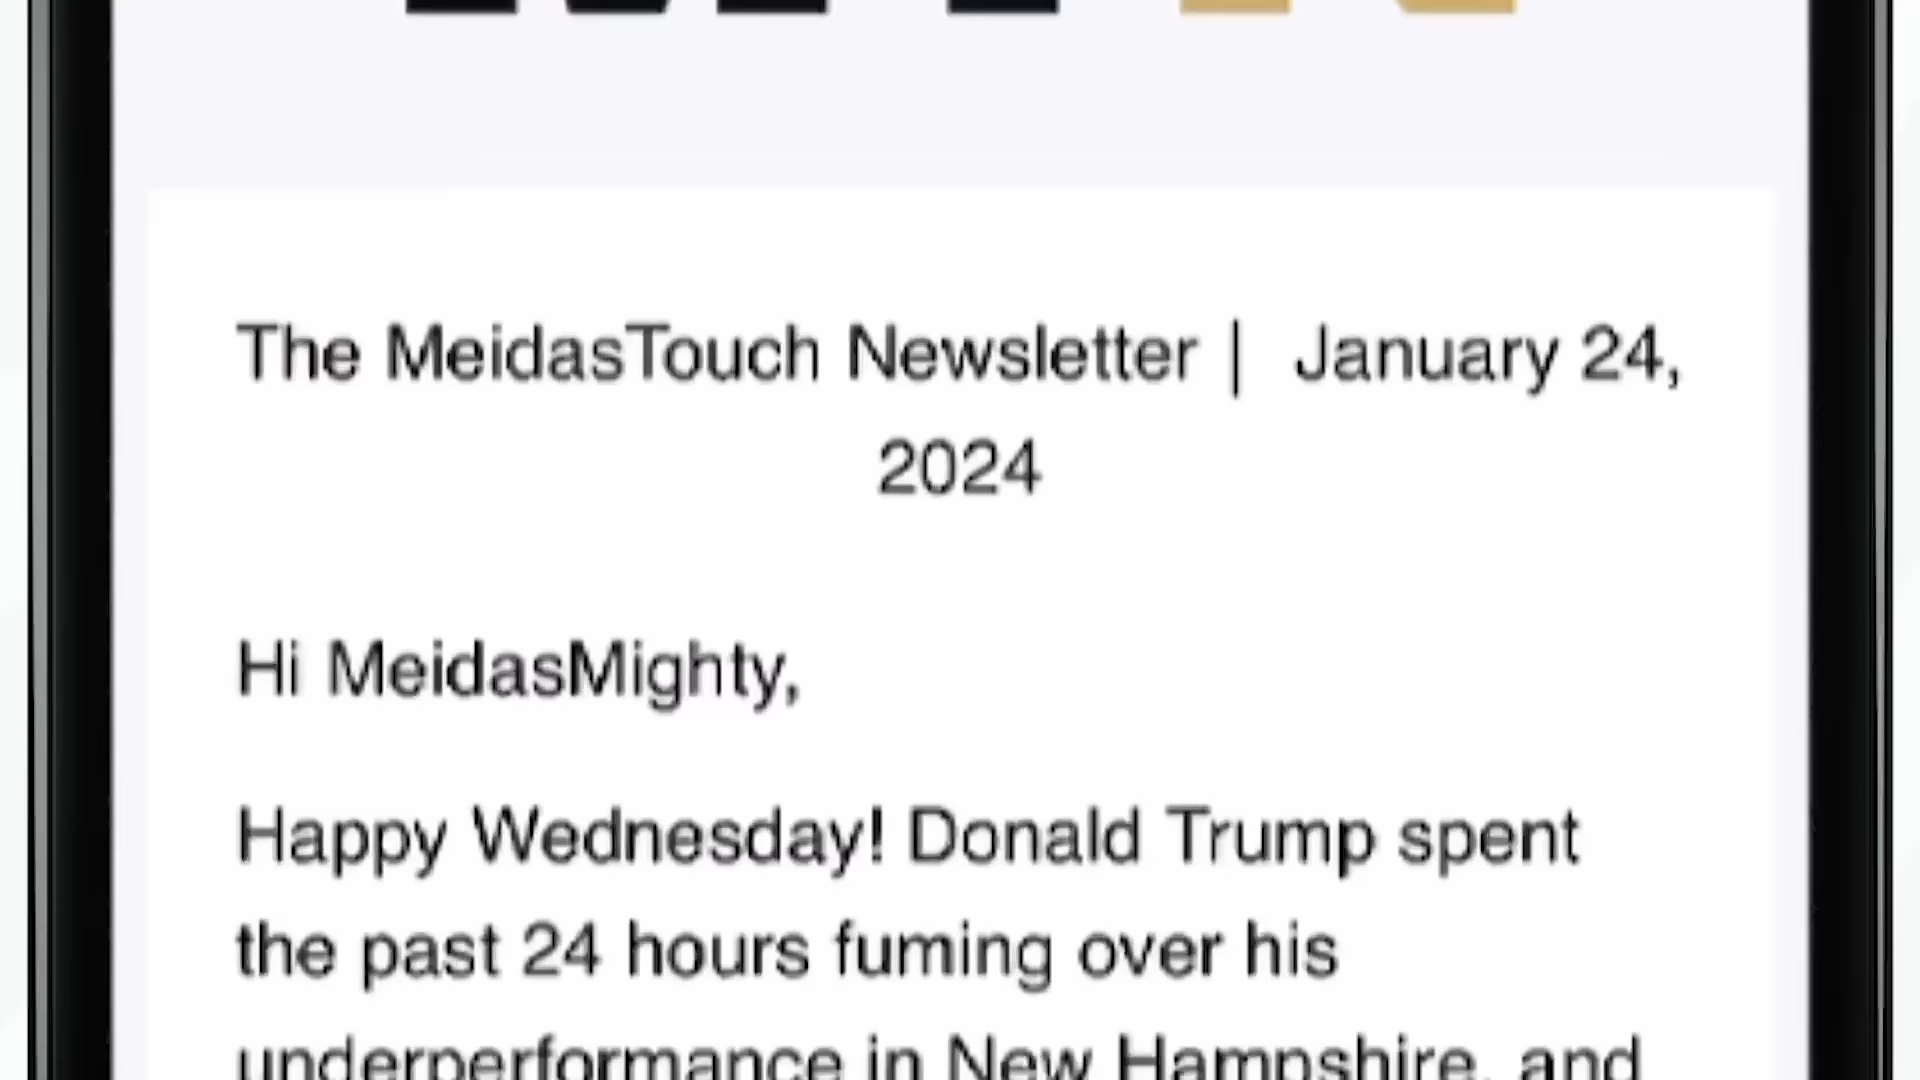 The MeidasTouch Newsletter | January 24,
2024
Hi MeidasMighty,
Happy Wednesday! Donald Trump spent
the past 24 hours fuming over his
underperformance in New Hampshire, and